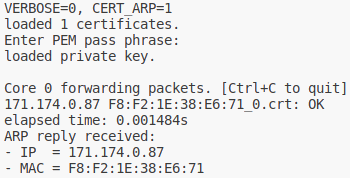 VERBOSE=0, CERT_ARP=1
loaded 1 certificates.
Enter PEM pass phrase:
loaded private key.

Core 0 forwarding packets. [Ctrl+C to quit]
171.174.0.87 F8:F2:1E:38:E6:71_0.crt: OK
elapsed time: 0.001484s
ARP reply received:
- IP  = 171.174.0.87
- MAC = F8:F2:1E:38:E6:71